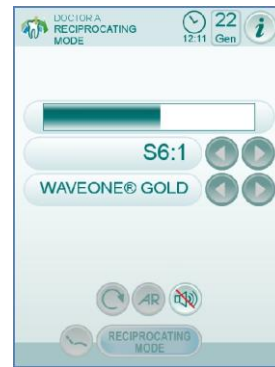 DOCTOR A
RECIPROCATING
MODE
12:11
22
Gen
i
S6:1
WAVEONE® GOLD
AR
RECIPROCATING
MODE